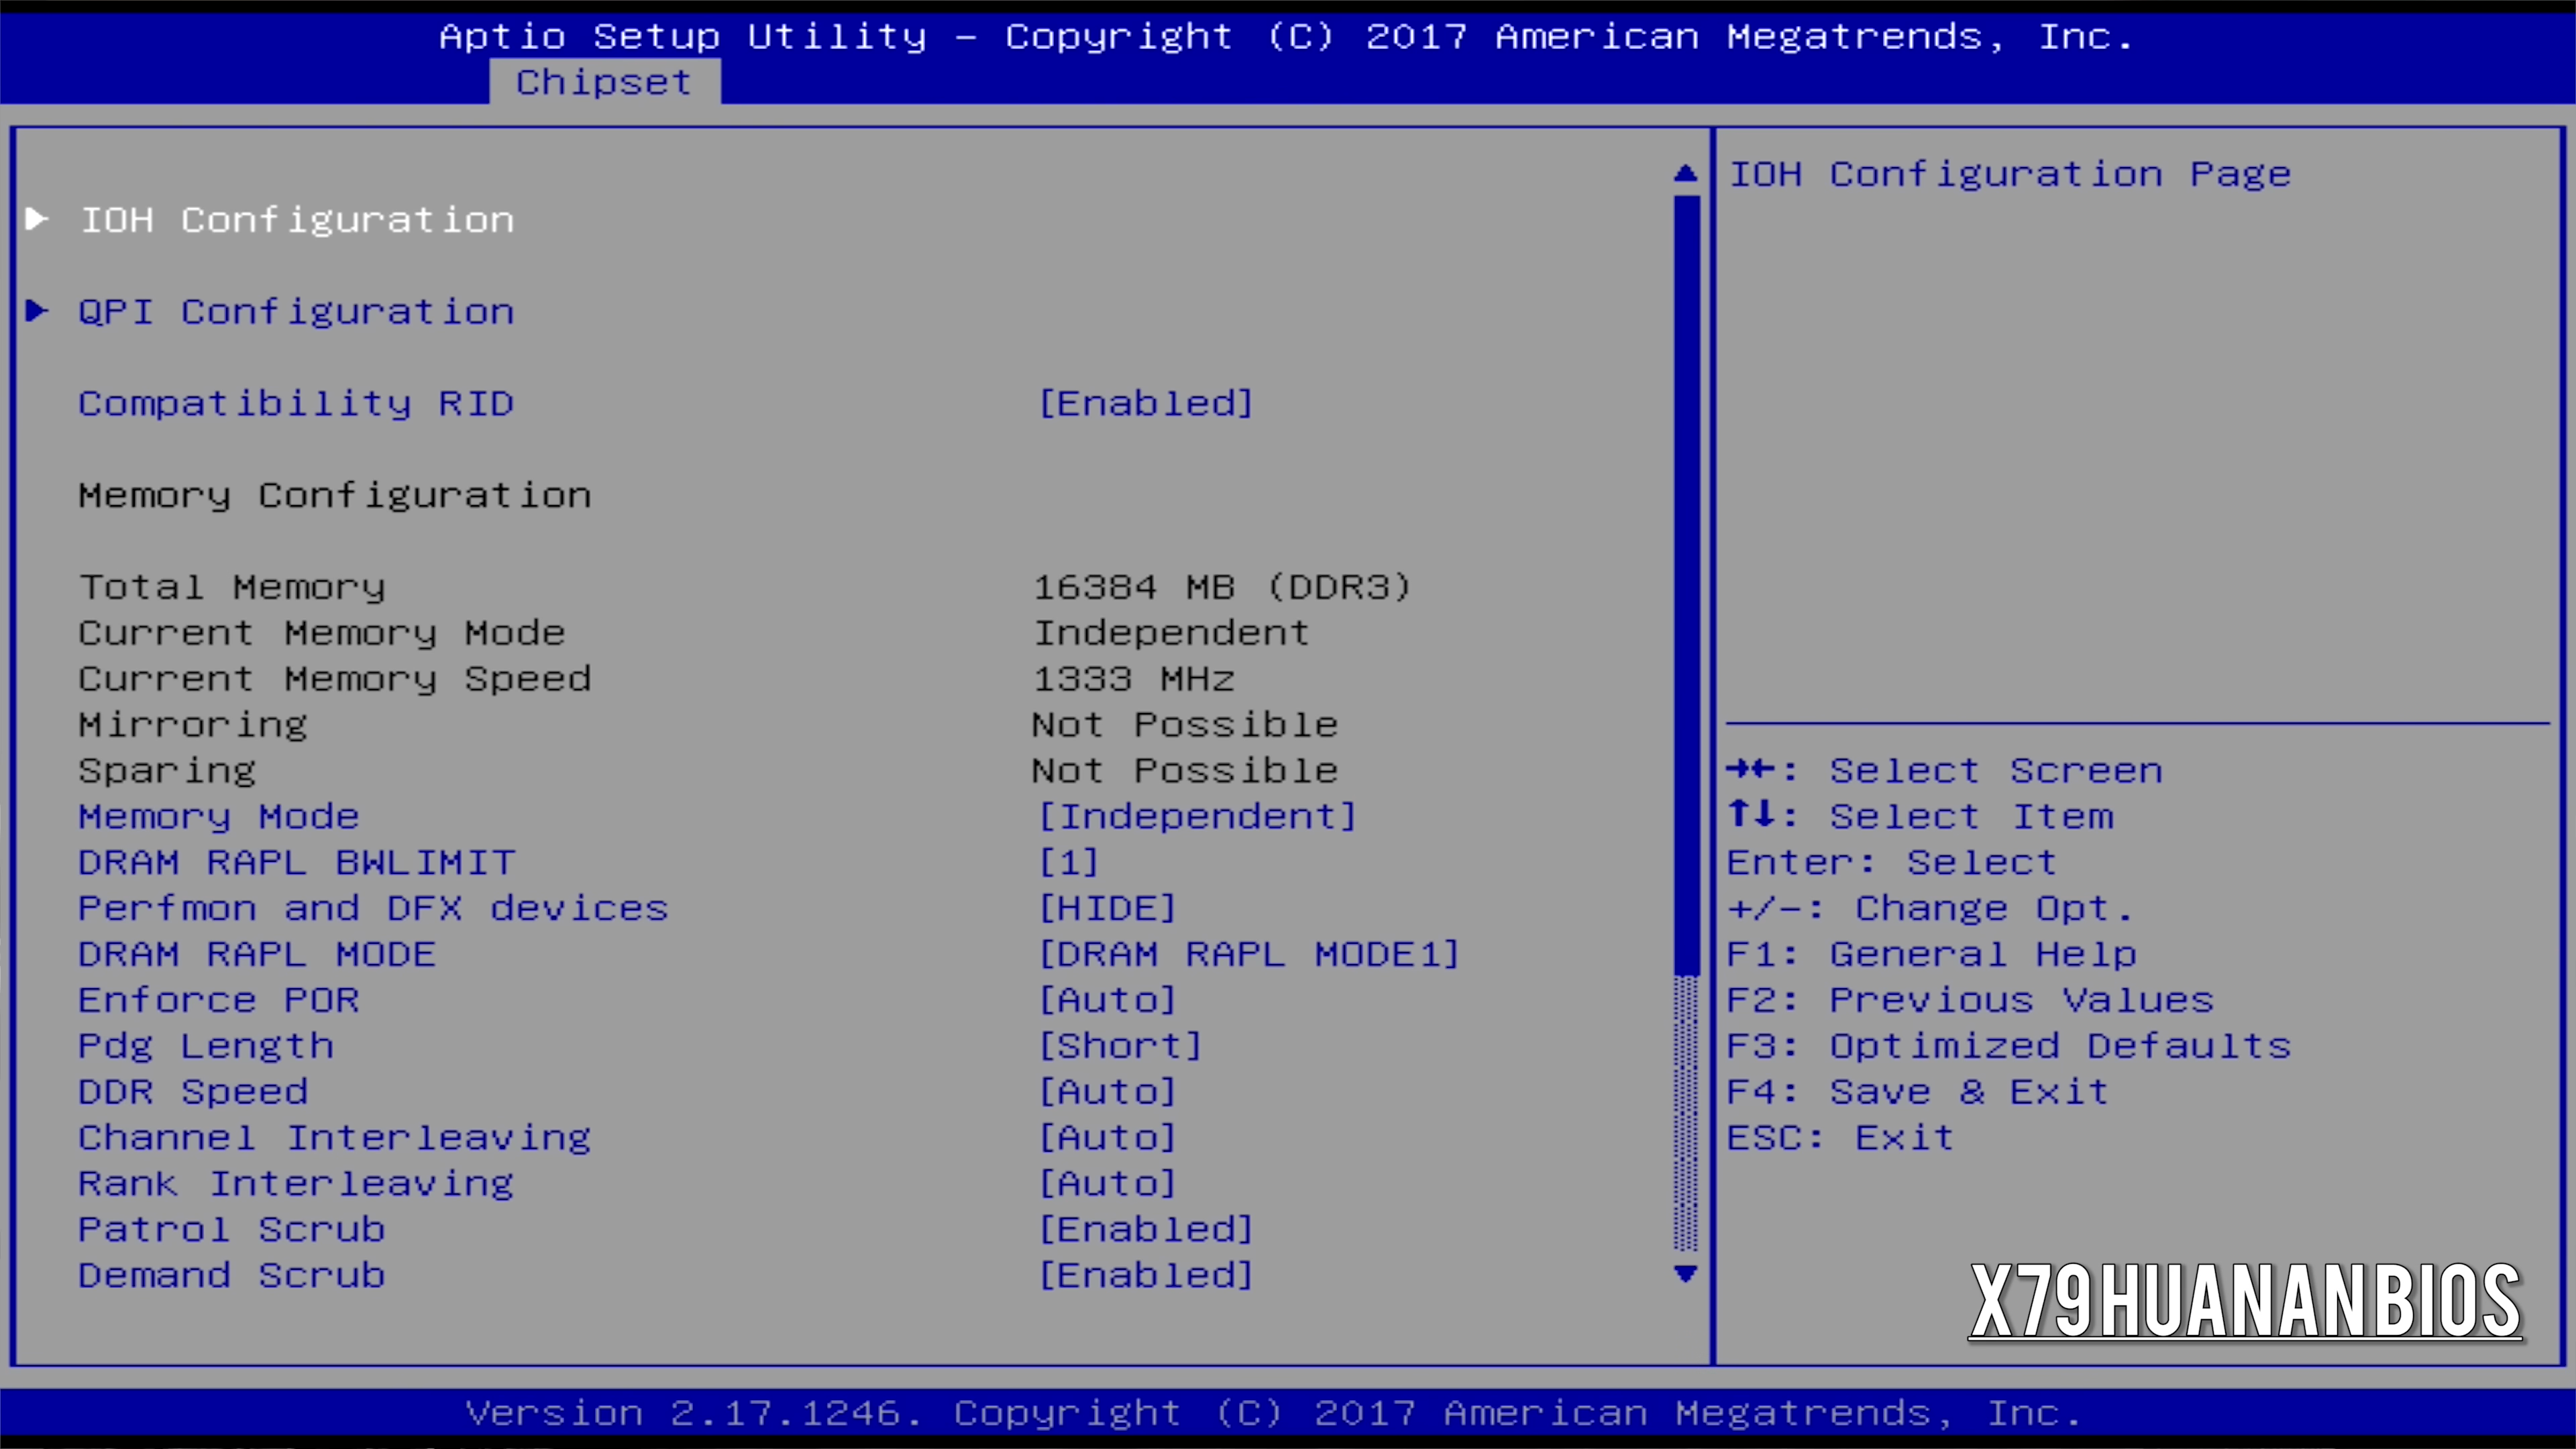 Aptio Setup Utility – Copyright (C) 2017 American Megatrends, Inc.
Chipset
IOH Configuration
QPI Configuration
Compatibility RID [Enabled]
Memory Configuration
Total Memory 16384 MB (DDR3)
Current Memory Mode Independent
Current Memory Speed 1333 MHz
Mirroring Not Possible
Sparing Not Possible
Memory Mode [Independent]
DRAM RAPL BWLIMIT [1]
Perfmon and DFX devices [HIDE]
DRAM RAPL MODE [DRAM RAPL MODE1]
Enforce POR [Auto]
Pdg Length [Short]
DDR Speed [Auto]
Channel Interleaving [Auto]
Rank Interleaving [Auto]
Patrol Scrub [Enabled]
Demand Scrub [Enabled]
IOH Configuration Page
→←: Select Screen
↑↓: Select Item
Enter: Select
+/-: Change Opt.
F1: General Help
F2: Previous Values
F3: Optimized Defaults
F4: Save & Exit
ESC: Exit
X79 HUANAN BIOS
Version 2.17.1246. Copyright (C) 2017 American Megatrends, Inc.